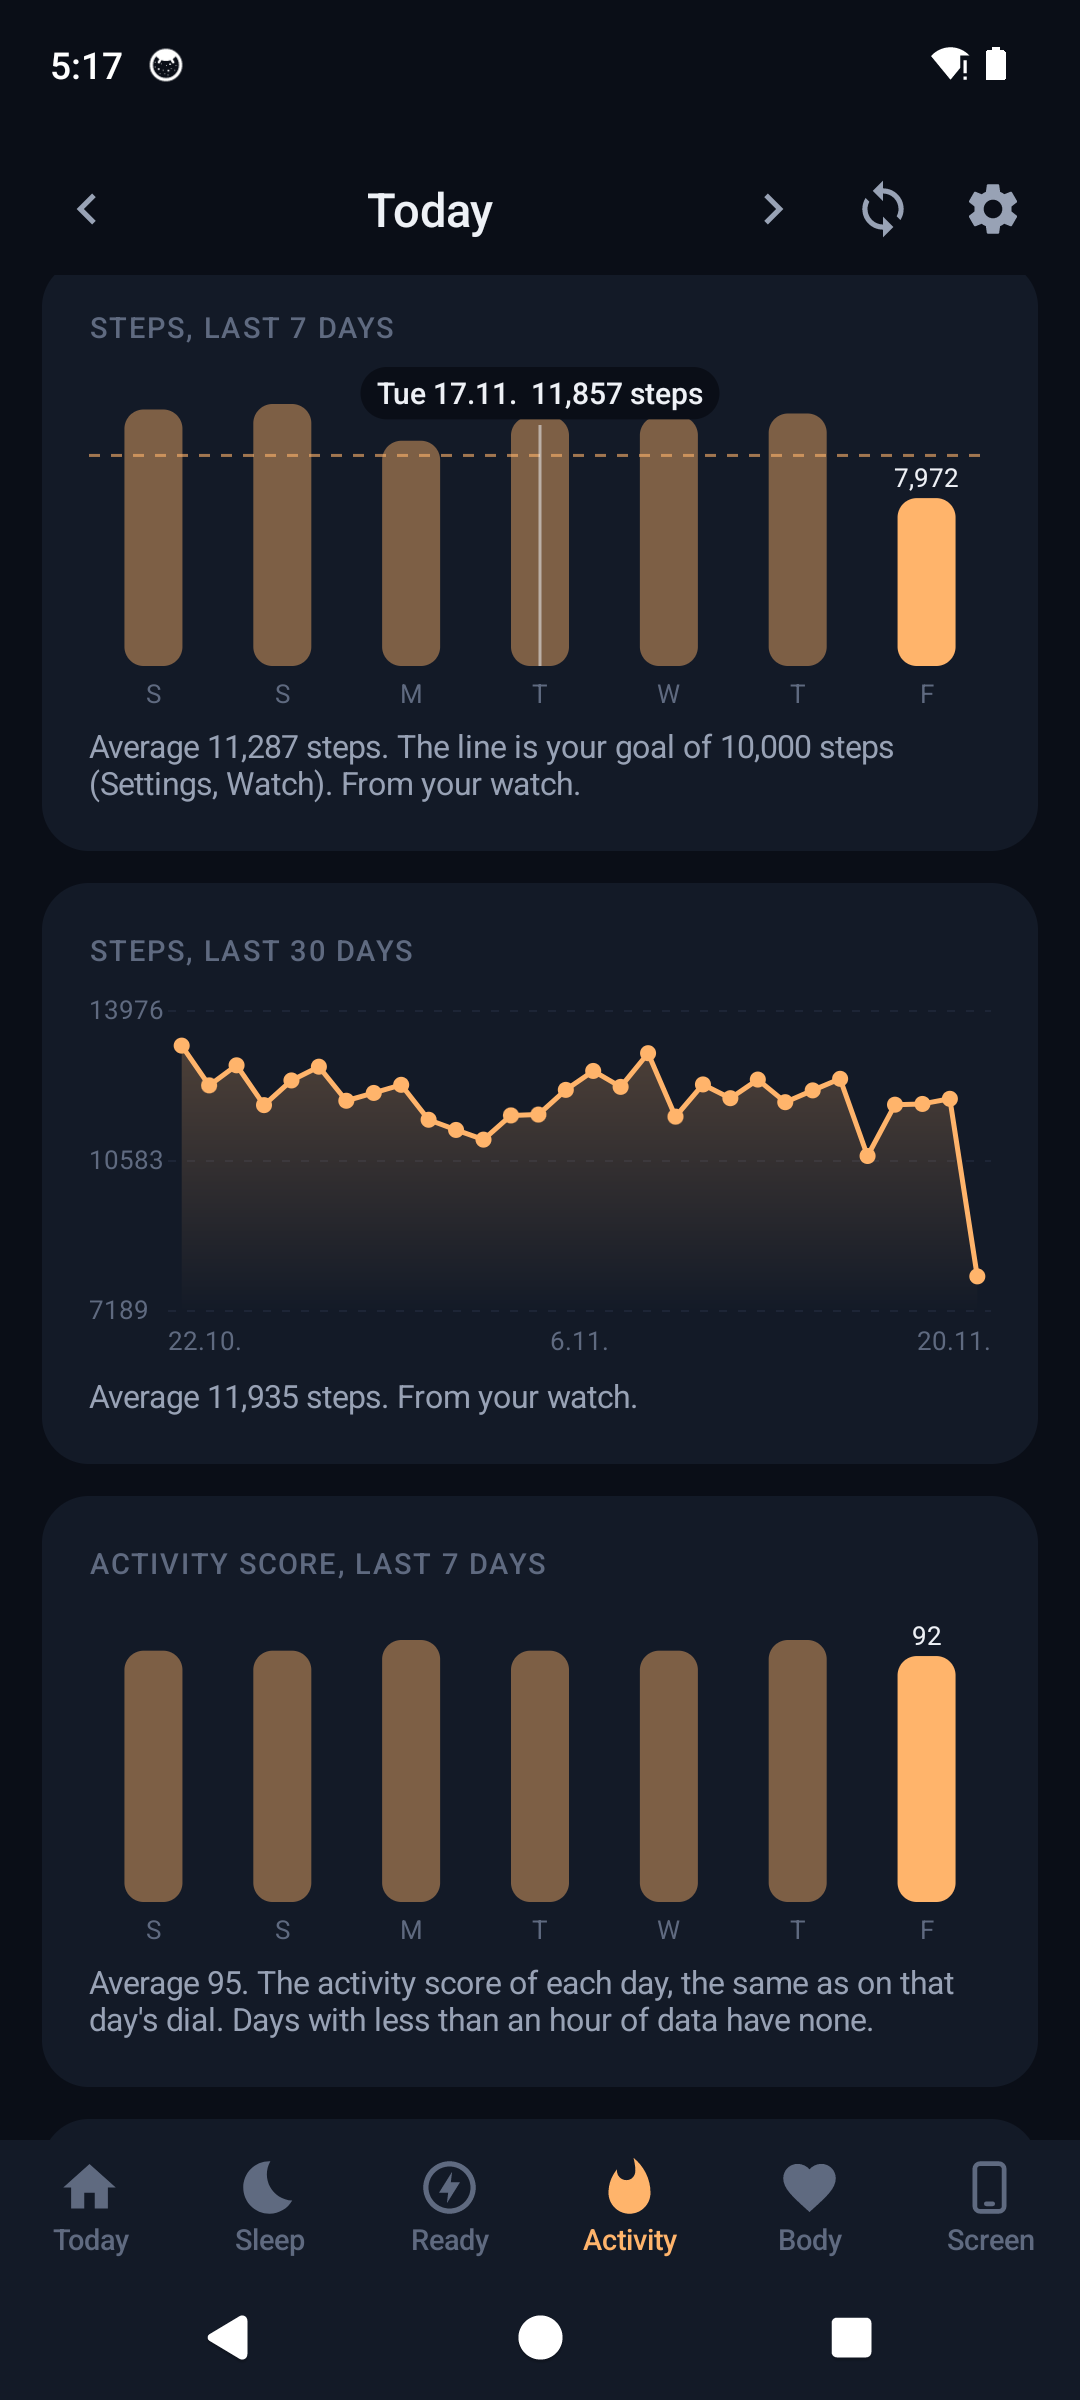 5:17
Today
STEPS, LAST 7 DAYS
Tue 17.11. 11,857 steps
7,972
S S M T W T F
Average 11,287 steps. The line is your goal of 10,000 steps
(Settings, Watch). From your watch.
STEPS, LAST 30 DAYS
13976
10583
7189
22.10. 6.11. 20.11.
Average 11,935 steps. From your watch.
ACTIVITY SCORE, LAST 7 DAYS
92
S S M T W T F
Average 95. The activity score of each day, the same as on that
day's dial. Days with less than an hour of data have none.
Today Sleep Ready Activity Body Screen